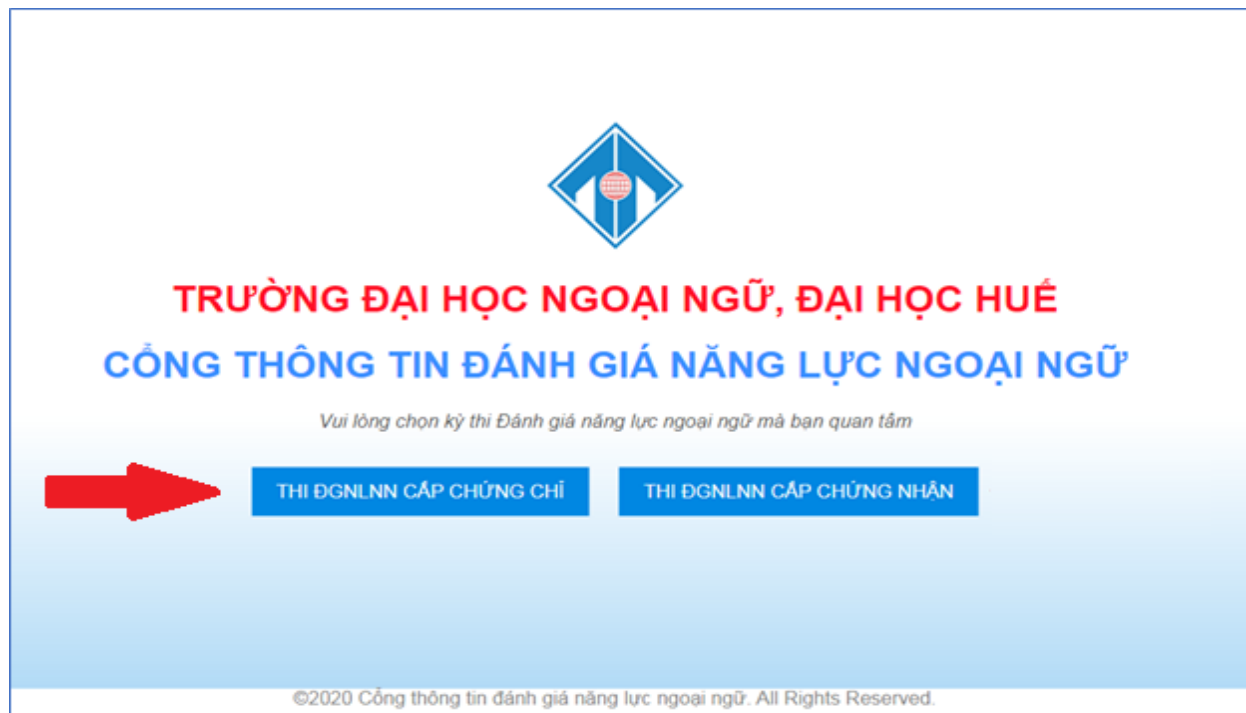 TRƯỜNG ĐẠI HỌC NGOẠI NGỮ, ĐẠI HỌC HUẾ
CỔNG THÔNG TIN ĐÁNH GIÁ NĂNG LỰC NGOẠI NGỮ
Vui lòng chọn kỳ thi Đánh giá năng lực ngoại ngữ mà bạn quan tâm
THI ĐGNLNN CẤP CHỨNG CHỈ
THI ĐGNLNN CẤP CHỨNG NHẬN
©2020 Cổng thông tin đánh giá năng lực ngoại ngữ. All Rights Reserved.